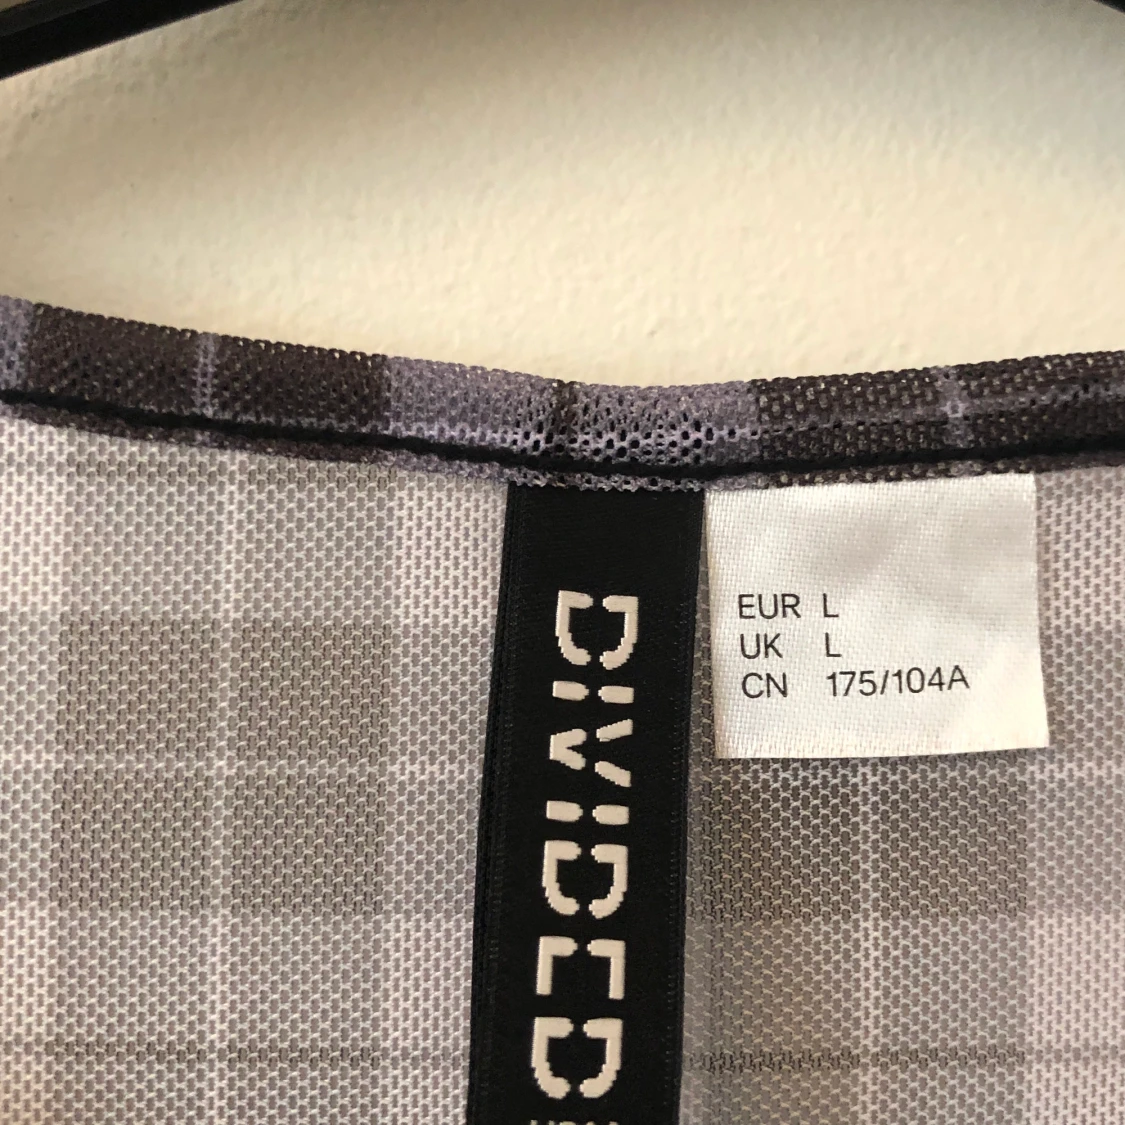 DIVIDED
EUR L
UK L
CN 175/104A